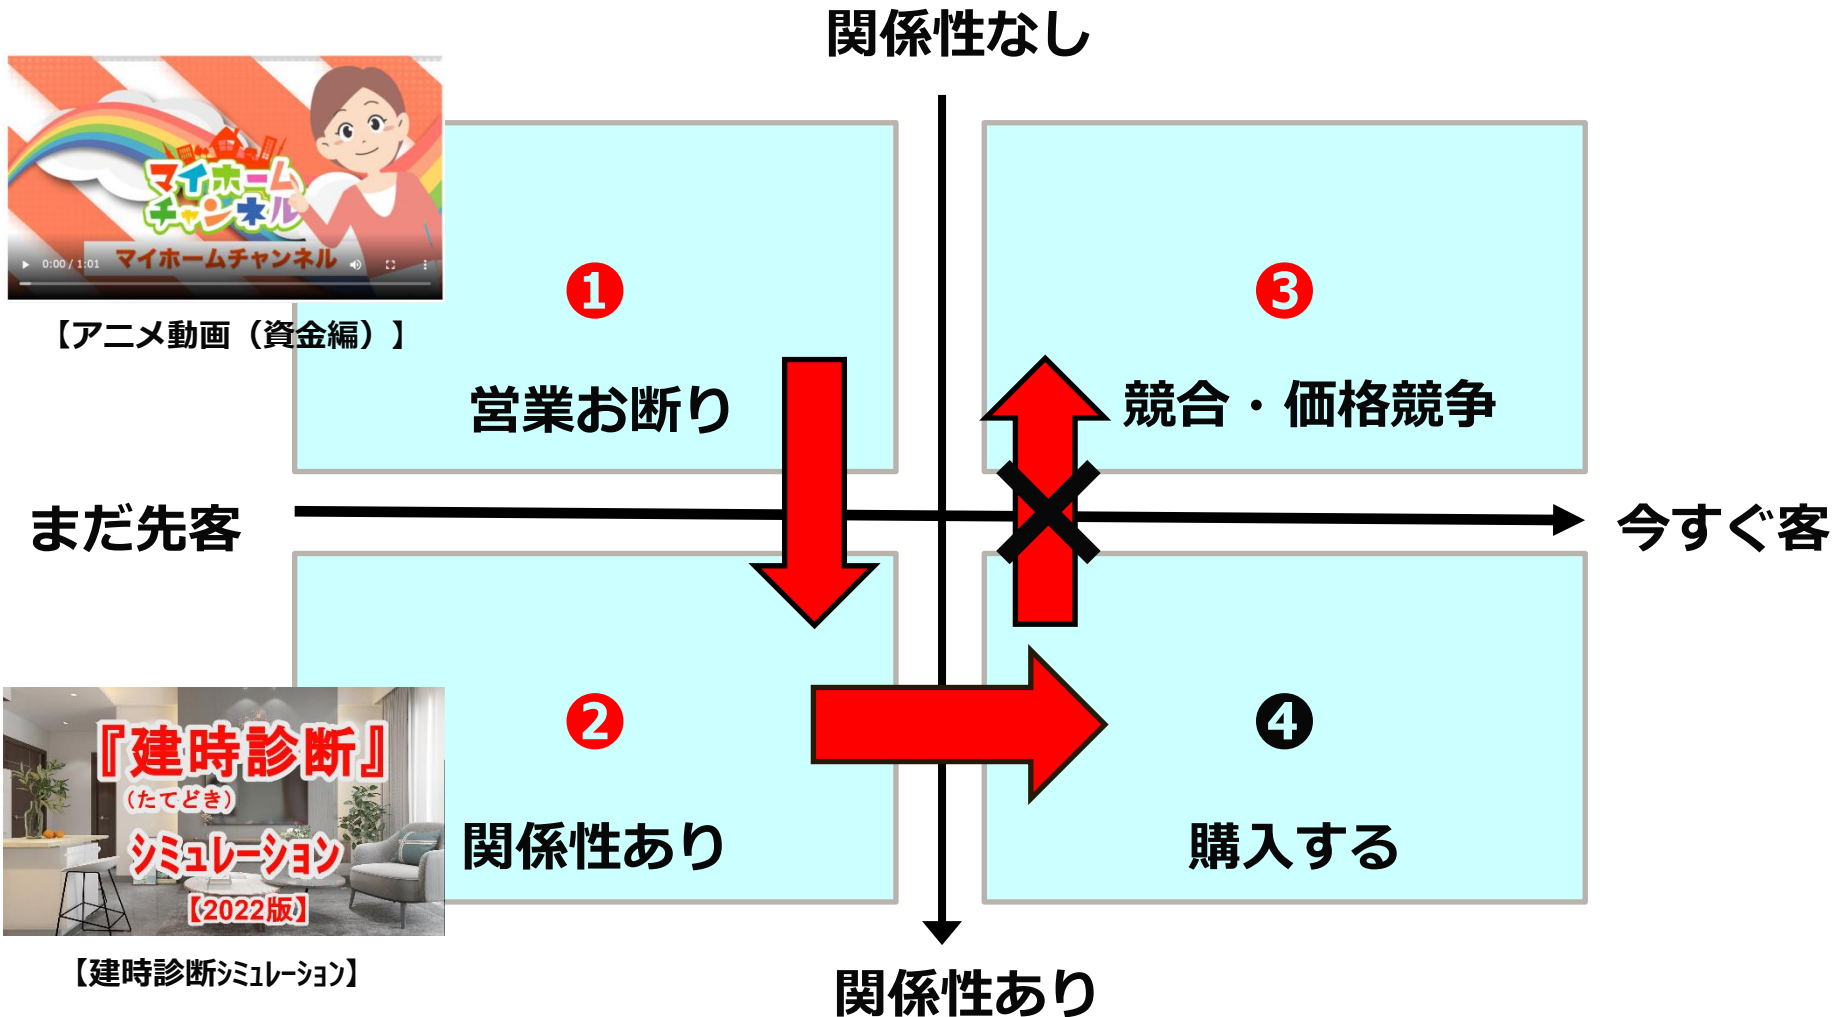 関係性なし
マイホーム
チャンネル
マイホームチャンネル
0:00 / 1:01
【アニメ動画（資金編）】
❶
営業お断り
❸
競合・価格競争
まだ先客
今すぐ客
『建時診断』
（たてどき）
シミュレーション
【2022版】
【建時診断ｼﾐｭﾚｰｼｮﾝ】
❷
関係性あり
❹
購入する
関係性あり